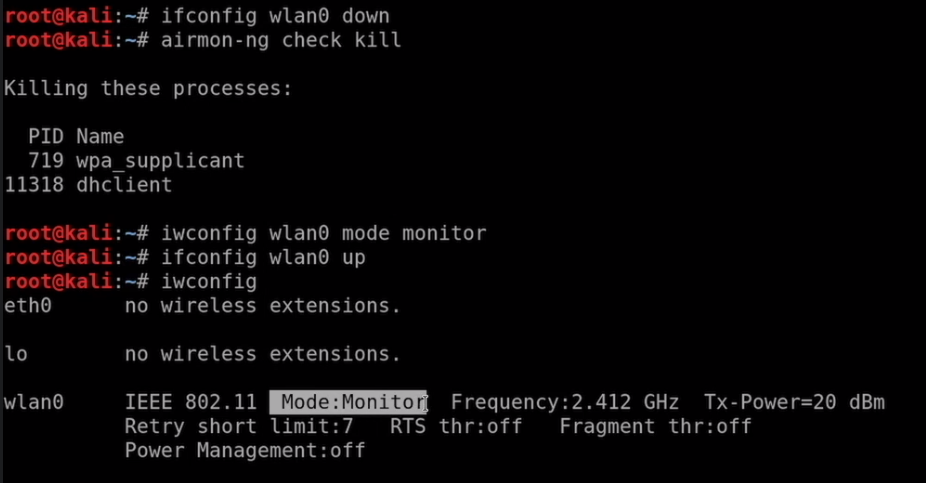 root@kali:~# ifconfig wlan0 down
root@kali:~# airmon-ng check kill
Killing these processes:
  PID Name
  719 wpa_supplicant
11318 dhclient
root@kali:~# iwconfig wlan0 mode monitor
root@kali:~# ifconfig wlan0 up
root@kali:~# iwconfig
eth0      no wireless extensions.
lo        no wireless extensions.
wlan0     IEEE 802.11  Mode:Monitor  Frequency:2.412 GHz  Tx-Power=20 dBm
          Retry short limit:7   RTS thr:off   Fragment thr:off
          Power Management:off